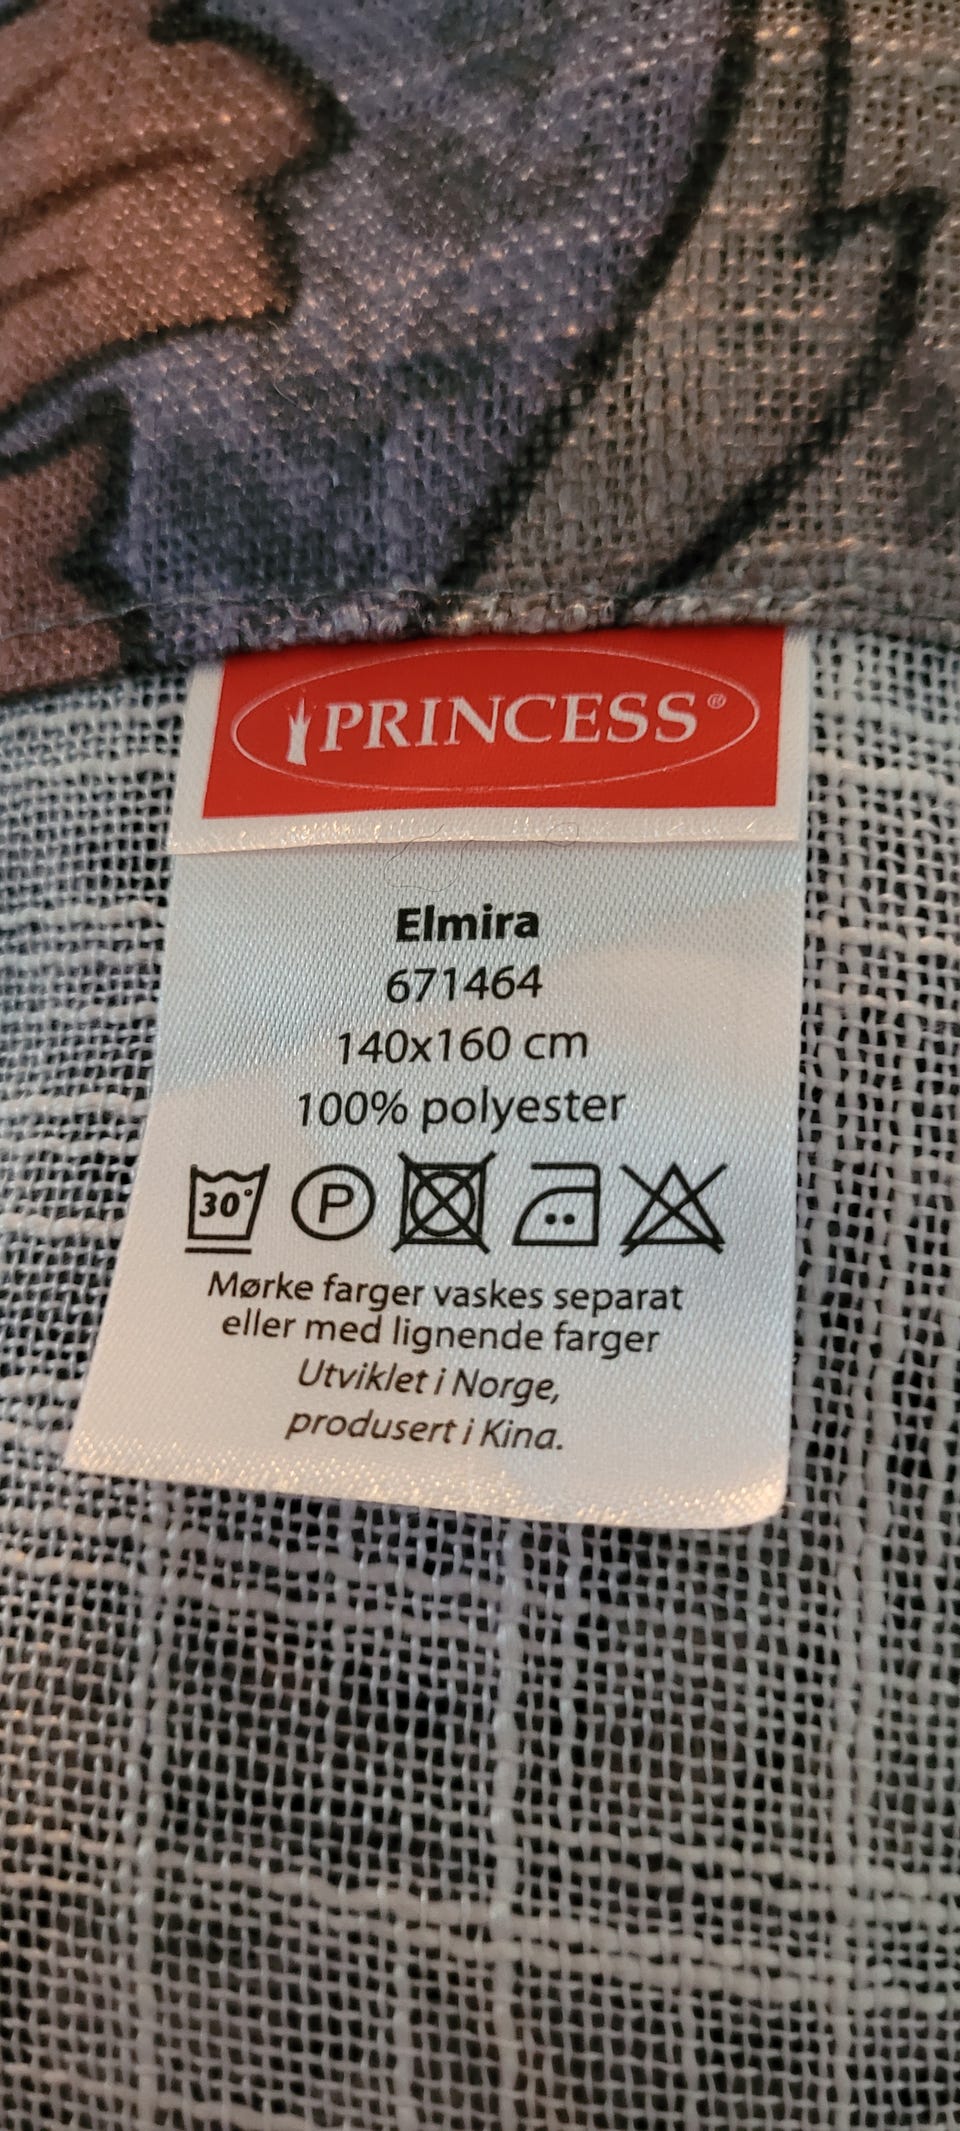 PRINCESS®
Elmira
671464
140x160 cm
100% polyester
30° P
Mørke farger vaskes separat
eller med lignende farger
Utviklet i Norge,
produsert i Kina.